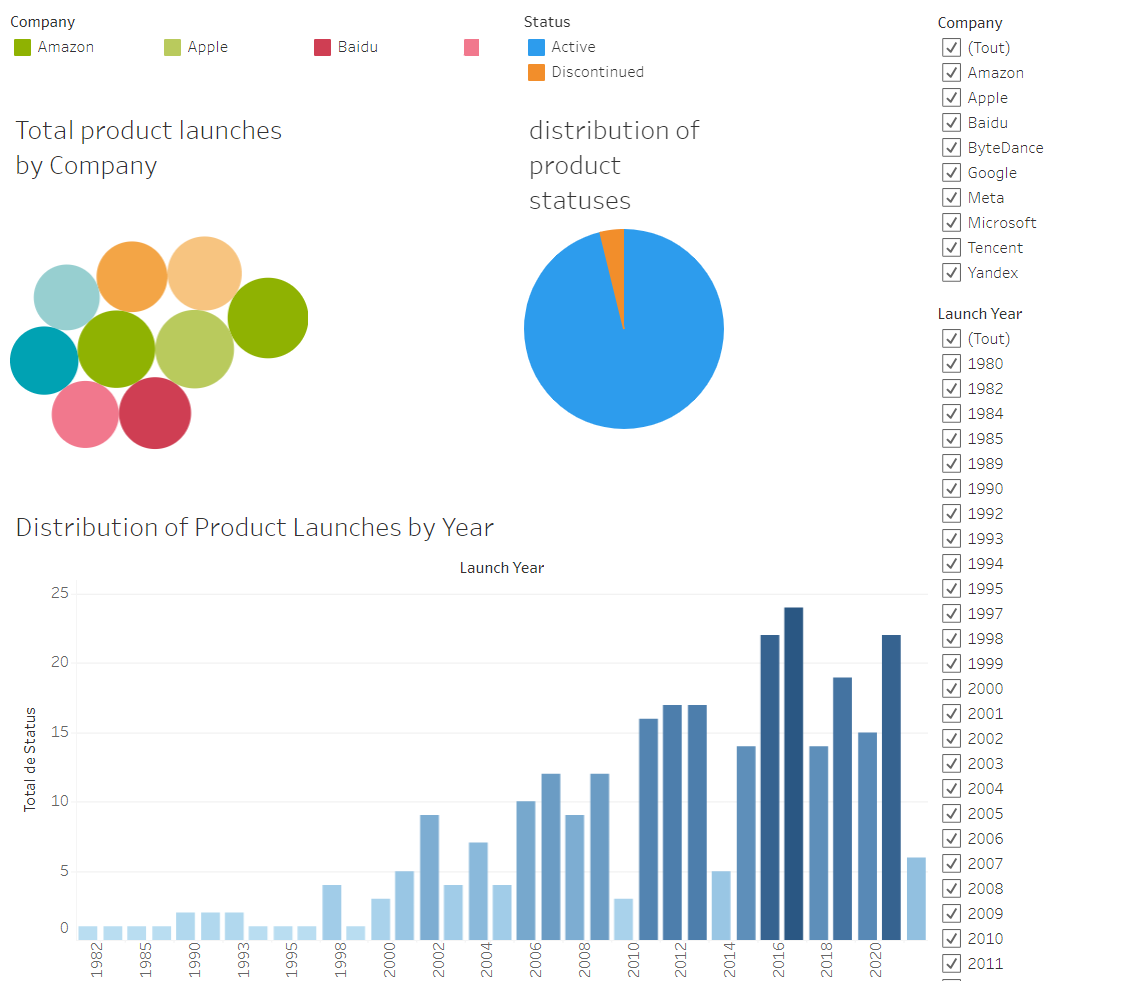 Company
Amazon
Apple
Baidu
Status
Active
Discontinued
Total product launches
by Company
distribution of
product
statuses
Distribution of Product Launches by Year
Launch Year
Total de Status
25
20
15
10
5
0
1982
1985
1990
1993
1995
1998
2000
2002
2004
2006
2008
2010
2012
2014
2016
2018
2020
Company
(Tout)
Amazon
Apple
Baidu
ByteDance
Google
Meta
Microsoft
Tencent
Yandex
Launch Year
(Tout)
1980
1982
1984
1985
1989
1990
1992
1993
1994
1995
1997
1998
1999
2000
2001
2002
2003
2004
2005
2006
2007
2008
2009
2010
2011